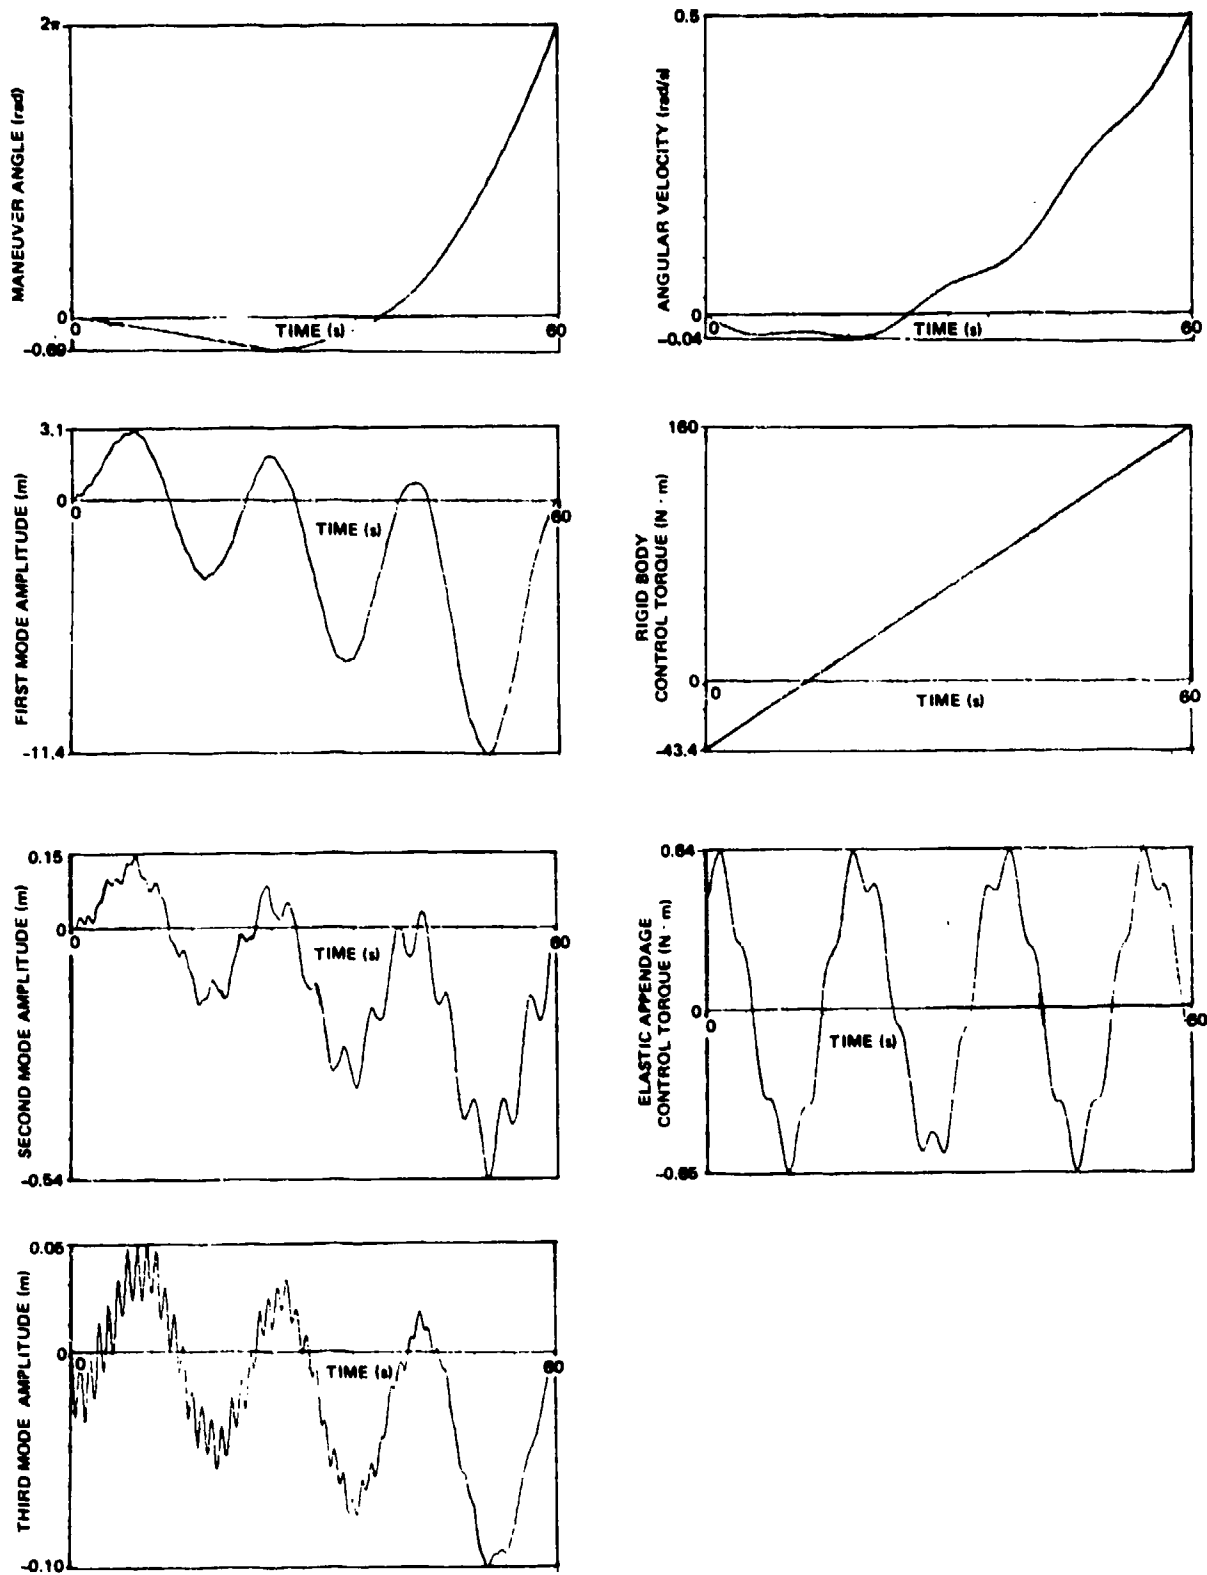 2π
MANEUVER ANGLE (rad)
0
0
TIME (s)
60
-0.69
0.5
ANGULAR VELOCITY (rad/s)
0
0
TIME (s)
60
-0.04
3.1
FIRST MODE AMPLITUDE (m)
0
0
TIME (s)
60
-11.4
160
RIGID BODY
CONTROL TORQUE (N · m)
0
0
TIME (s)
60
-43.4
0.15
SECOND MODE AMPLITUDE (m)
0
0
TIME (s)
60
-0.54
0.64
ELASTIC APPENDAGE
CONTROL TORQUE (N · m)
0
0
TIME (s)
60
-0.65
0.05
THIRD MODE AMPLITUDE (m)
0
0
TIME (s)
60
-0.10